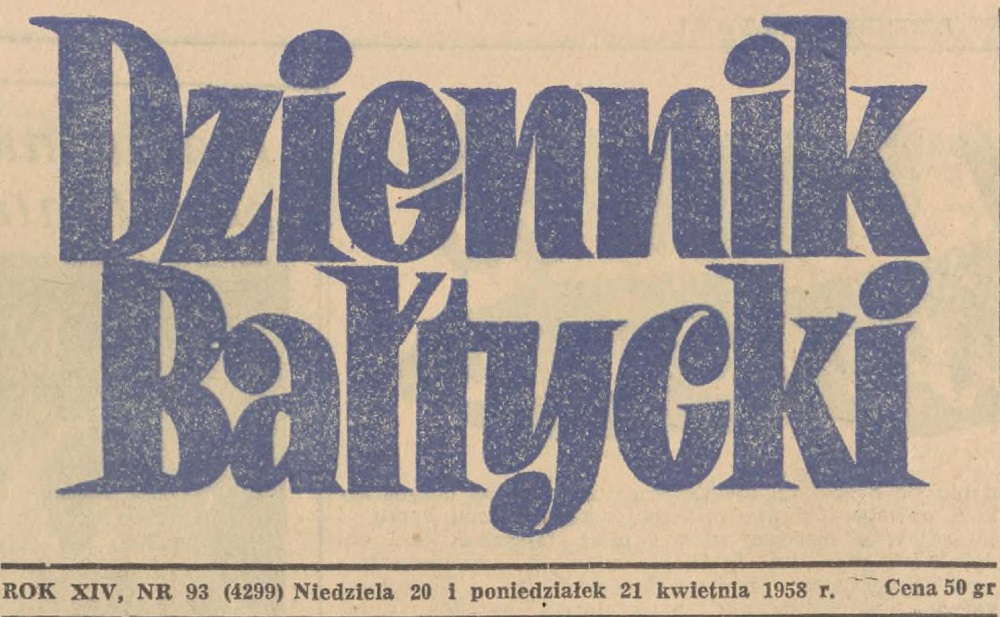 Dziennik
Bałtycki
ROK XIV, NR 93 (4299) Niedziela 20 i poniedziałek 21 kwietnia 1958 r. Cena 50 gr